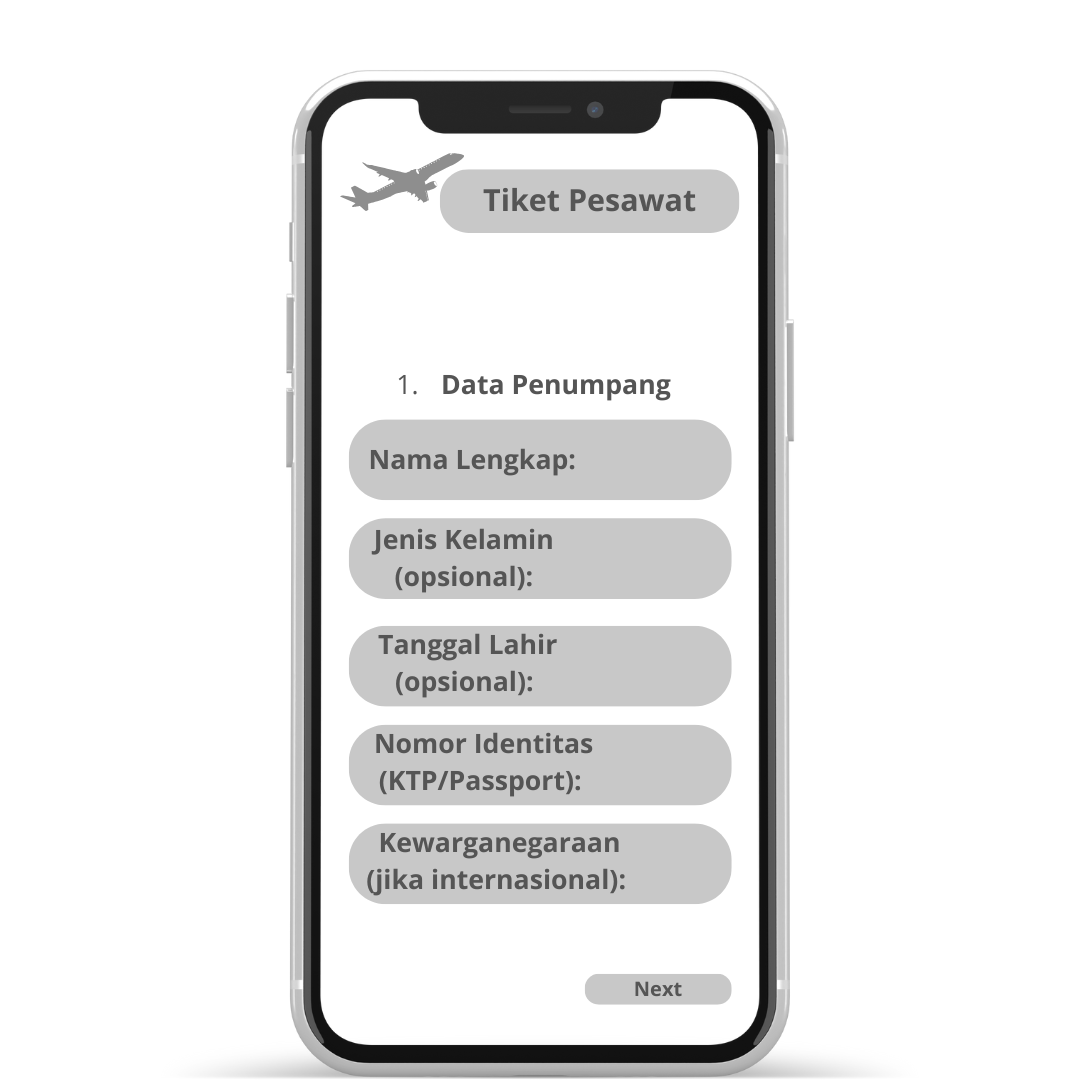 Tiket Pesawat
1. Data Penumpang
Nama Lengkap:
Jenis Kelamin
(opsional):
Tanggal Lahir
(opsional):
Nomor Identitas
(KTP/Passport):
Kewarganegaraan
(jika internasional):
Next